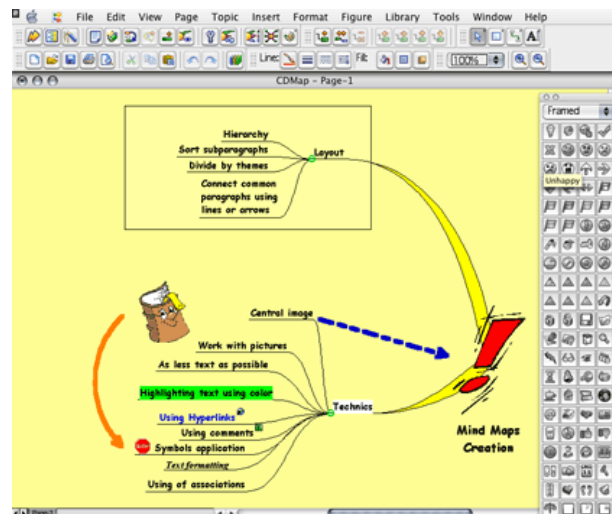 File Edit View Page Topic Insert Format Figure Library Tools Window Help
Line:
Fill:
100%
CDMap - Page-1
Framed
Unhappy
Hierarchy
Sort subparagraphs
Divide by themes
Connect common
paragraphs using
lines or arrows
Layout
Central image
Work with pictures
As less text as possible
Highlighting text using color
Using Hyperlinks
Using comments
Symbols application
Text formatting
Using of associations
Technics
Mind Maps
Creation